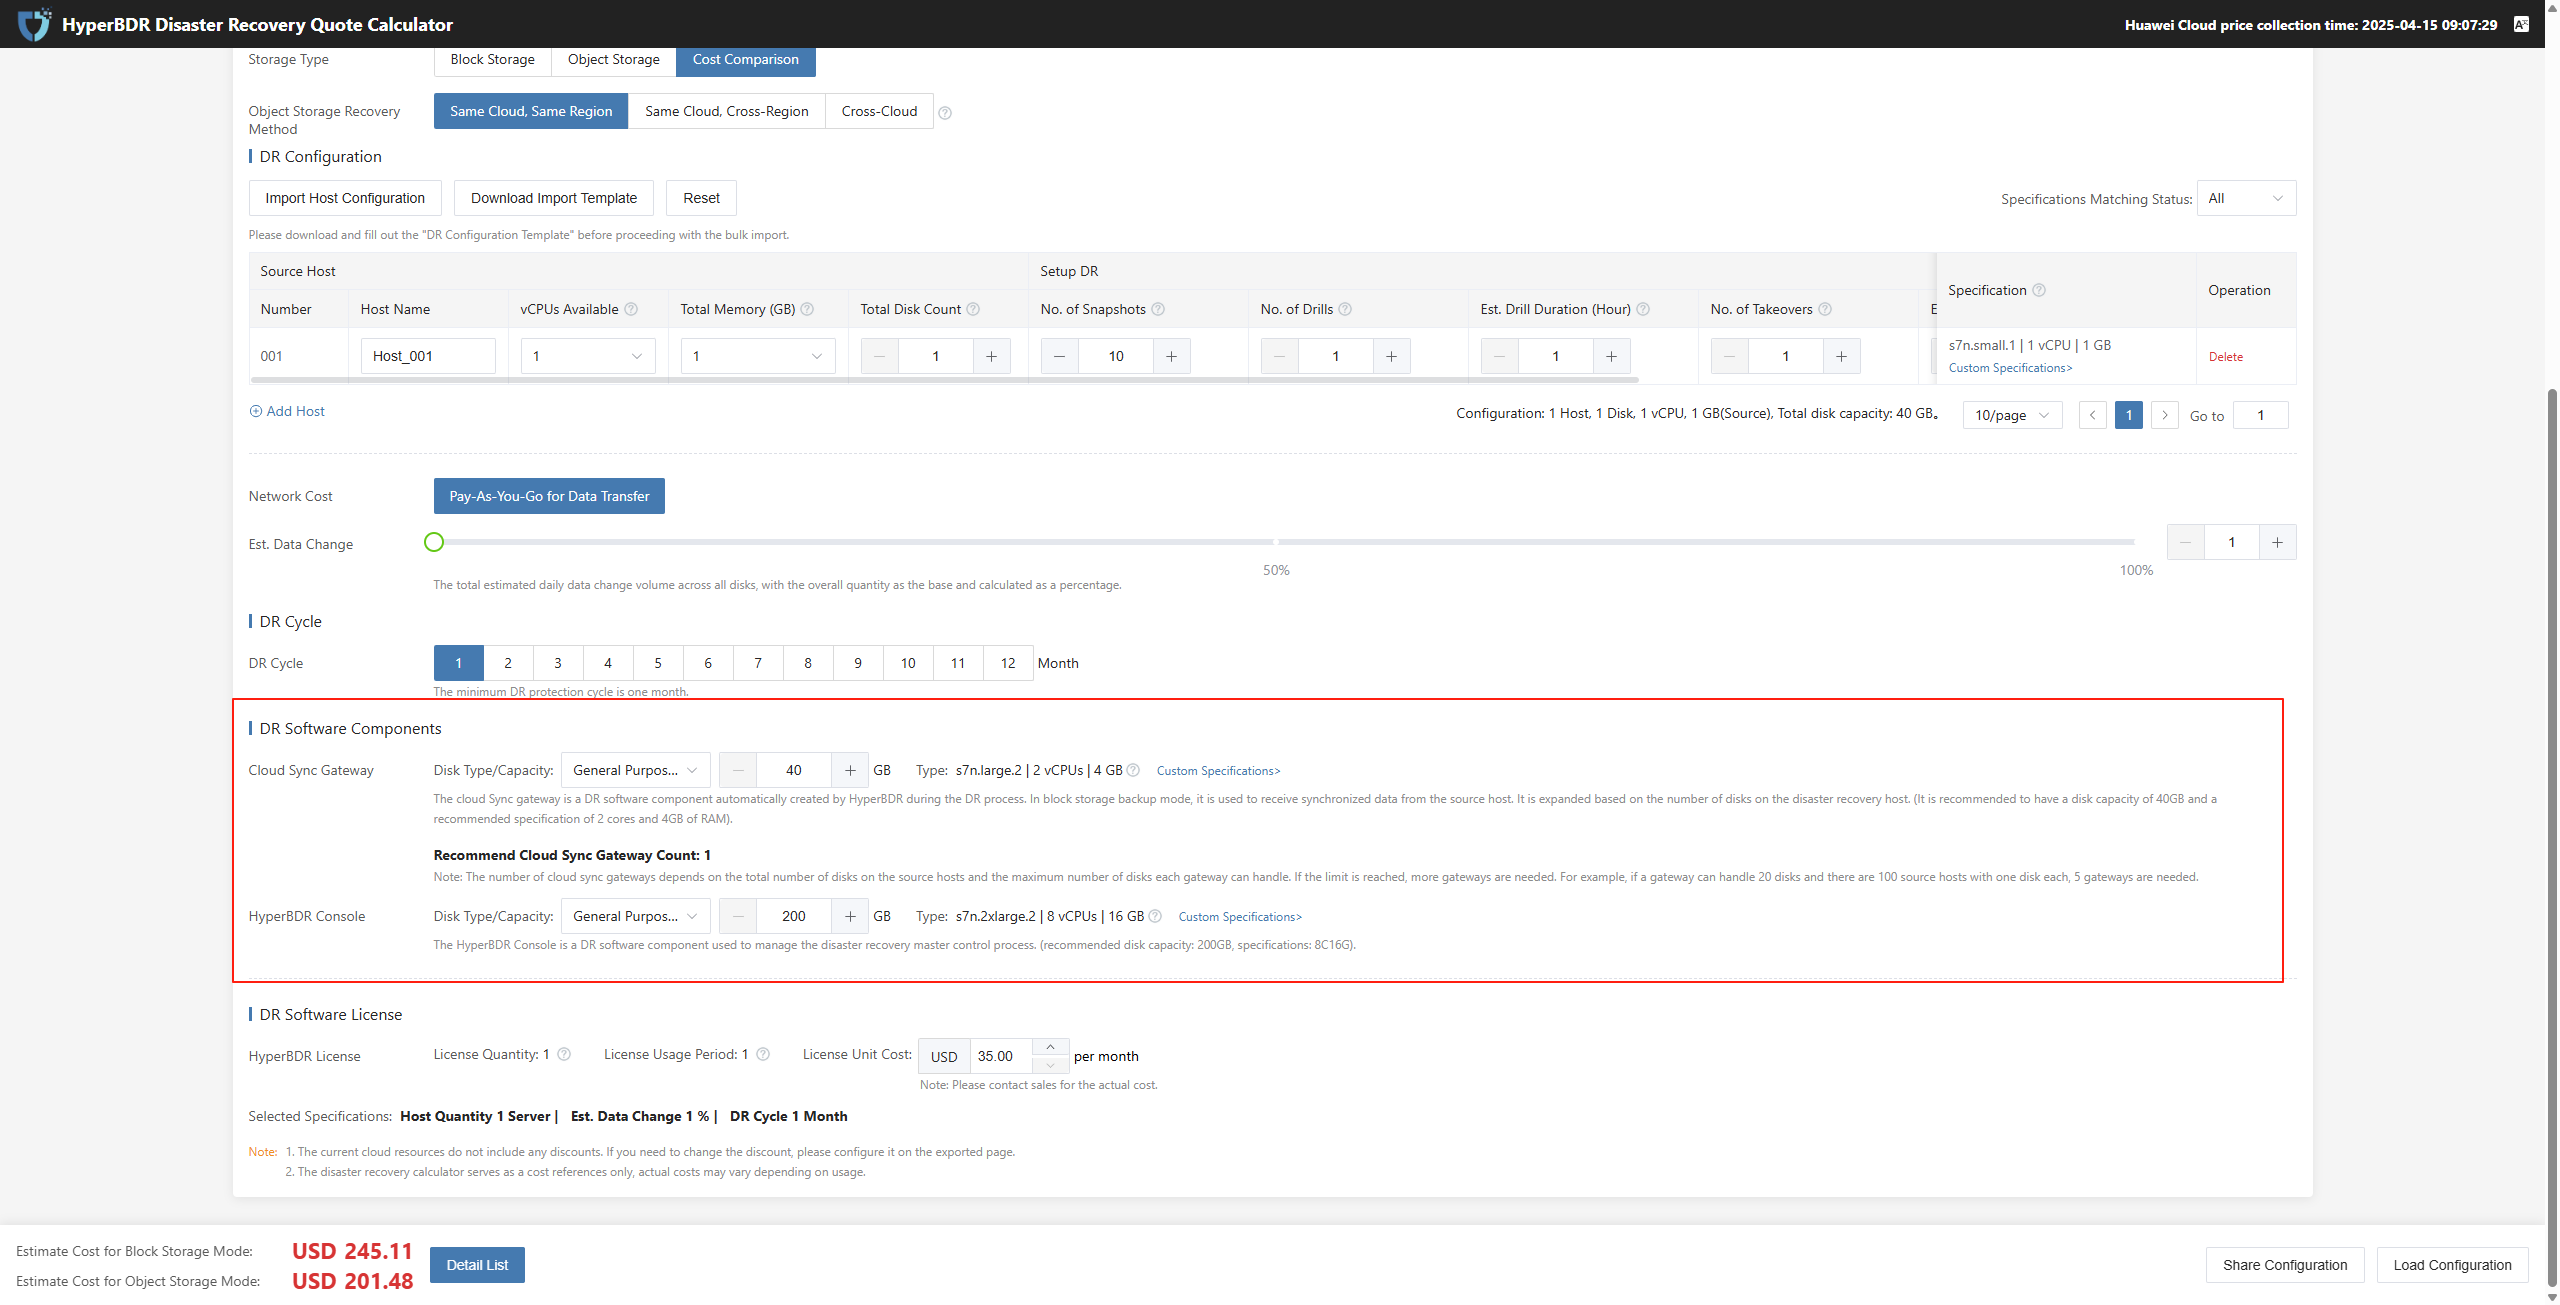 HyperBDR Disaster Recovery Quote Calculator
Huawei Cloud price collection time: 2025-04-15 09:07:29
Storage Type
Block Storage
Object Storage
Cost Comparison
Object Storage Recovery Method
Same Cloud, Same Region
Same Cloud, Cross-Region
Cross-Cloud
DR Configuration
Import Host Configuration
Download Import Template
Reset
Specifications Matching Status: All
Please download and fill out the "DR Configuration Template" before proceeding with the bulk import.
Source Host
Setup DR
Specification
Operation
Number
Host Name
vCPUs Available
Total Memory (GB)
Total Disk Count
No. of Snapshots
No. of Drills
Est. Drill Duration (Hour)
No. of Takeovers
E
001
Host_001
1
1
1
10
1
1
1
s7n.small.1 | 1 vCPU | 1 GB
Custom Specifications>
Delete
Add Host
Configuration: 1 Host, 1 Disk, 1 vCPU, 1 GB(Source), Total disk capacity: 40 GB。
10/page
1
Go to
1
Network Cost
Pay-As-You-Go for Data Transfer
Est. Data Change
1
50%
100%
The total estimated daily data change volume across all disks, with the overall quantity as the base and calculated as a percentage.
DR Cycle
DR Cycle
1 2 3 4 5 6 7 8 9 10 11 12 Month
The minimum DR protection cycle is one month.
DR Software Components
Cloud Sync Gateway
Disk Type/Capacity: General Purpos... 40 GB Type: s7n.large.2 | 2 vCPUs | 4 GB Custom Specifications>
The cloud Sync gateway is a DR software component automatically created by HyperBDR during the DR process. In block storage backup mode, it is used to receive synchronized data from the source host. It is expanded based on the number of disks on the disaster recovery host. (It is recommended to have a disk capacity of 40GB and a
recommended specification of 2 cores and 4GB of RAM).
Recommend Cloud Sync Gateway Count: 1
Note: The number of cloud sync gateways depends on the total number of disks on the source hosts and the maximum number of disks each gateway can handle. If the limit is reached, more gateways are needed. For example, if a gateway can handle 20 disks and there are 100 source hosts with one disk each, 5 gateways are needed.
HyperBDR Console
Disk Type/Capacity: General Purpos... 200 GB Type: s7n.2xlarge.2 | 8 vCPUs | 16 GB Custom Specifications>
The HyperBDR Console is a DR software component used to manage the disaster recovery master control process. (recommended disk capacity: 200GB, specifications: 8C16G).
DR Software License
HyperBDR License
License Quantity: 1
License Usage Period: 1
License Unit Cost: USD 35.00 per month
Note: Please contact sales for the actual cost.
Selected Specifications: Host Quantity 1 Server | Est. Data Change 1 % | DR Cycle 1 Month
Note: 1. The current cloud resources do not include any discounts. If you need to change the discount, please configure it on the exported page.
2. The disaster recovery calculator serves as a cost references only, actual costs may vary depending on usage.
Estimate Cost for Block Storage Mode: USD 245.11
Estimate Cost for Object Storage Mode: USD 201.48
Detail List
Share Configuration
Load Configuration